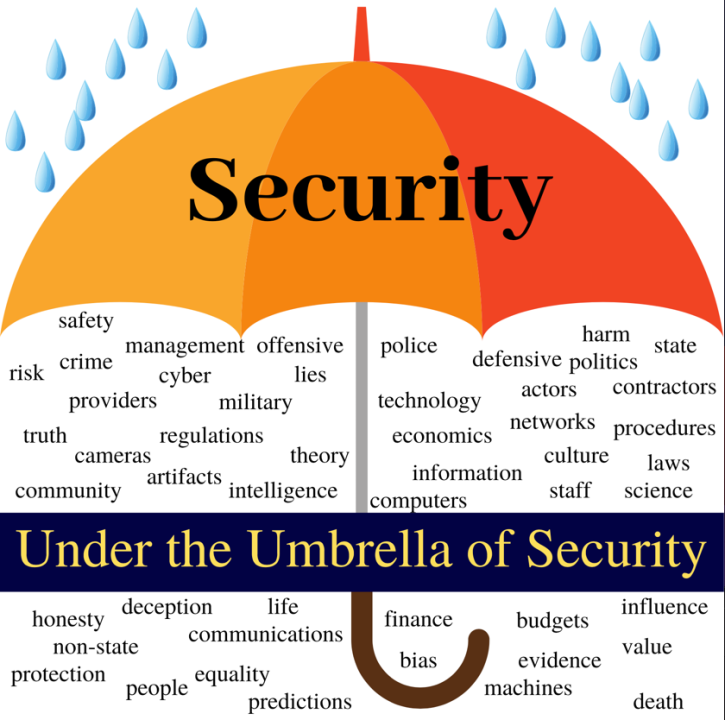 Security
safety
management offensive
crime
risk
cyber
lies
providers
military
truth
regulations
cameras
theory
artifacts
community
intelligence
police
harm
state
defensive politics
actors
contractors
technology
networks
economics
procedures
culture
laws
information
staff
science
computers
Under the Umbrella of Security
honesty
deception
life
communications
non-state
protection
equality
people
predictions
finance
budgets
influence
bias
evidence
value
machines
death